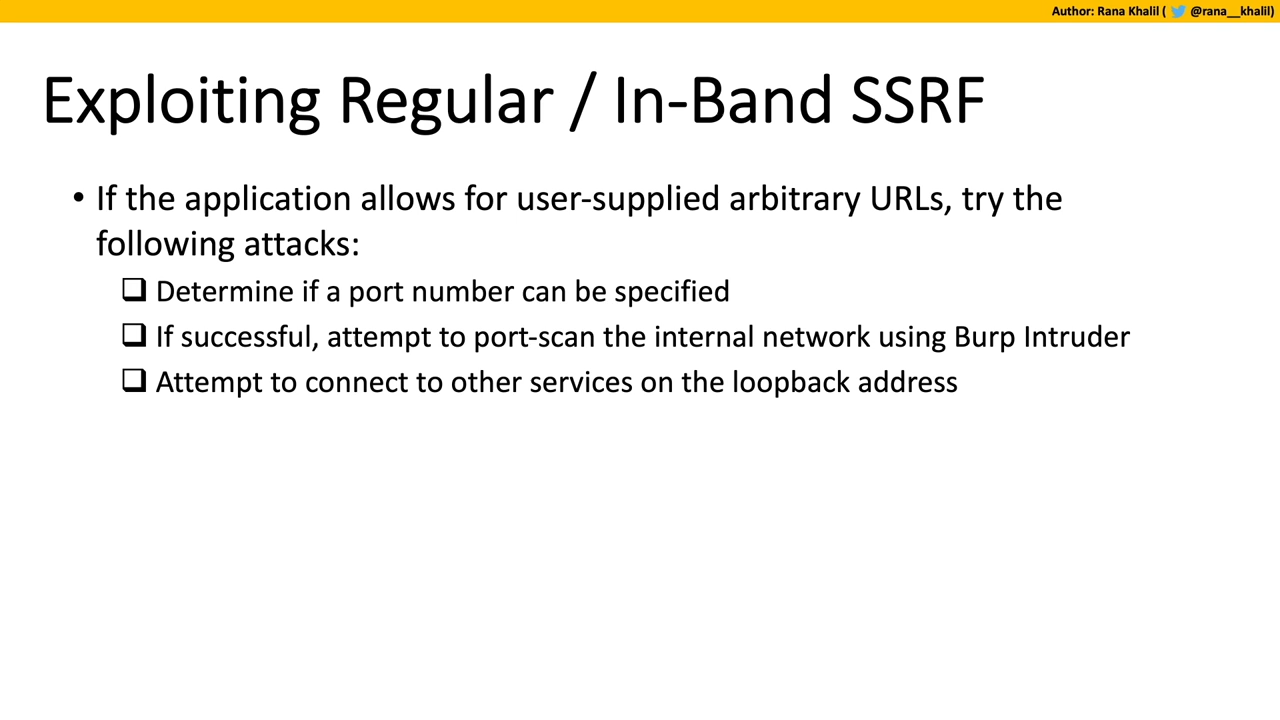 Author: Rana Khalil ( @rana__khalil)
Exploiting Regular / In-Band SSRF
• If the application allows for user-supplied arbitrary URLs, try the
following attacks:
❑ Determine if a port number can be specified
❑ If successful, attempt to port-scan the internal network using Burp Intruder
❑ Attempt to connect to other services on the loopback address